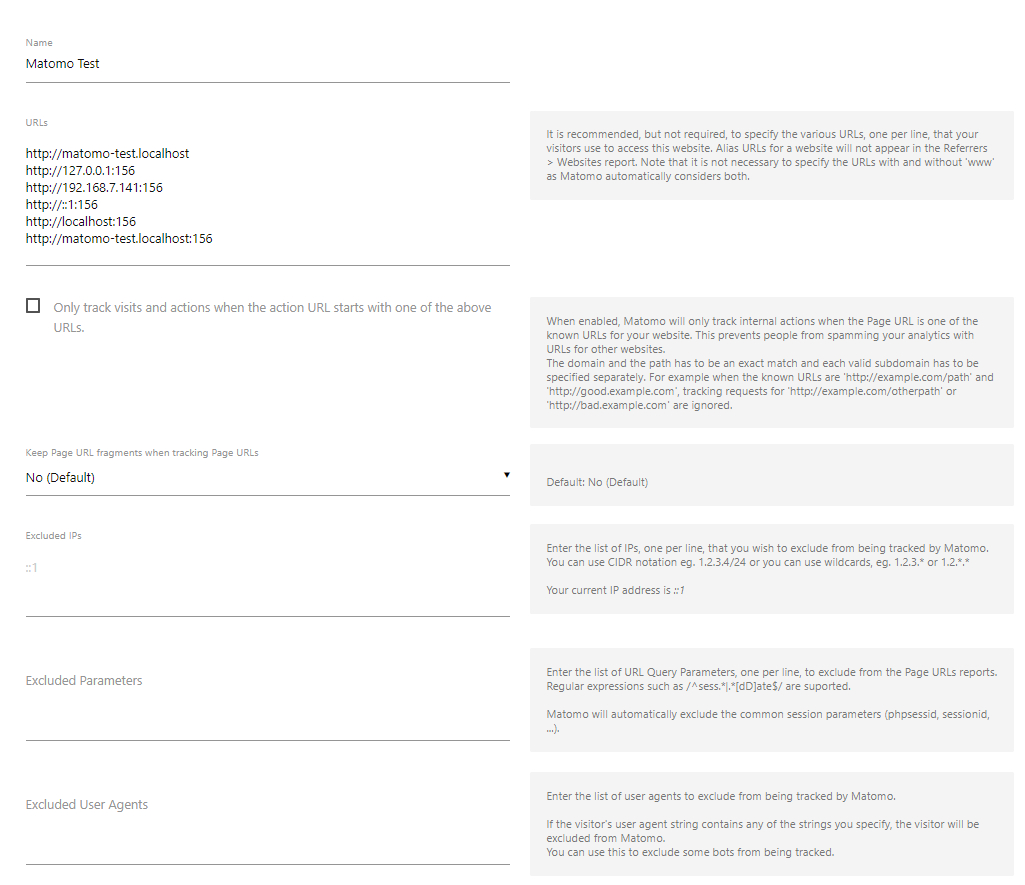 Name
Matomo Test
URLs
http://matomo-test.localhost
http://127.0.0.1:156
http://192.168.7.141:156
http://::1:156
http://localhost:156
http://matomo-test.localhost:156
It is recommended, but not required, to specify the various URLs, one per line, that your
visitors use to access this website. Alias URLs for a website will not appear in the Referrers
> Websites report. Note that it is not necessary to specify the URLs with and without 'www'
as Matomo automatically considers both.
Only track visits and actions when the action URL starts with one of the above
URLs.
When enabled, Matomo will only track internal actions when the Page URL is one of the
known URLs for your website. This prevents people from spamming your analytics with
URLs for other websites.
The domain and the path has to be an exact match and each valid subdomain has to be
specified separately. For example when the known URLs are 'http://example.com/path' and
'http://good.example.com', tracking requests for 'http://example.com/otherpath' or
'http://bad.example.com' are ignored.
Keep Page URL fragments when tracking Page URLs
No (Default)
Default: No (Default)
Excluded IPs
::1
Enter the list of IPs, one per line, that you wish to exclude from being tracked by Matomo.
You can use CIDR notation eg. 1.2.3.4/24 or you can use wildcards, eg. 1.2.3.* or 1.2.*.*
Your current IP address is ::1
Excluded Parameters
Enter the list of URL Query Parameters, one per line, to exclude from the Page URLs reports.
Regular expressions such as /^sess.*|.*[dD]ate$/ are suported.
Matomo will automatically exclude the common session parameters (phpsessid, sessionid,
...).
Excluded User Agents
Enter the list of user agents to exclude from being tracked by Matomo.
If the visitor's user agent string contains any of the strings you specify, the visitor will be
excluded from Matomo.
You can use this to exclude some bots from being tracked.